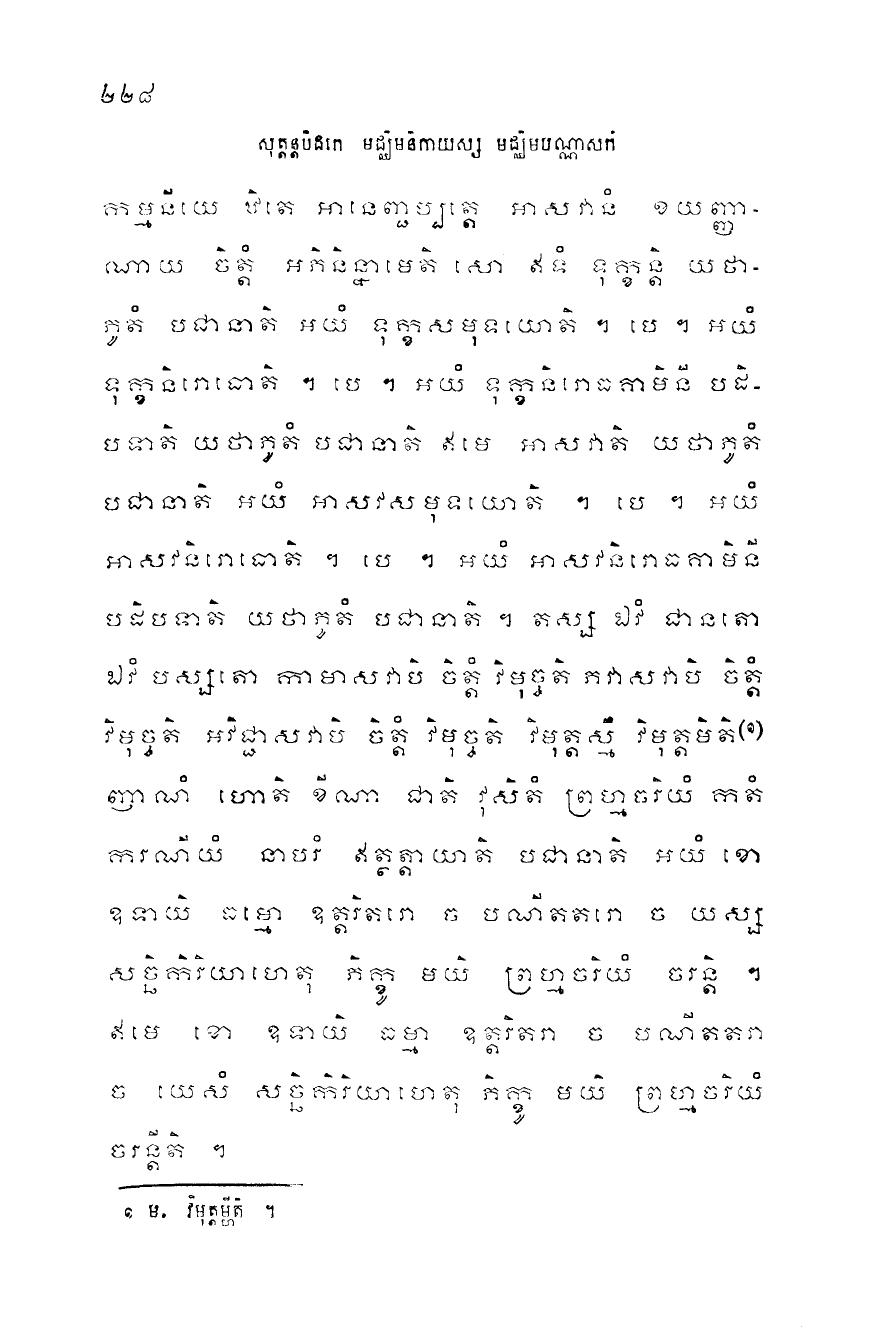 ២២៨
សុត្តន្តបិដកេ មជ្ឈិមនិកាយស្ស មជ្ឈិមបណ្ណាសកំ
កម្មនីយេ ឋិតេ អានេញ្ជប្បត្តេ អាសវានំ ខយញ្ញា-
ណាយ ចិត្តំ អភិនិន្នាមេតិ សោ ឥទំ ទុក្ខន្តិ យថា-
ភូតំ បជានាតិ អយំ ទុក្ខសមុទយោតិ ។ បេ ។ អយំ
ទុក្ខនិរោធោតិ ។ បេ ។ អយំ ទុក្ខនិរោធគាមិនី បដិ-
បទាតិ យថាភូតំ បជានាតិ ឥមេ អាសវាតិ យថាភូតំ
បជានាតិ អយំ អាសវសមុទយោតិ ។ បេ ។ អយំ
អាសវនិរោធោតិ ។ បេ ។ អយំ អាសវនិរោធគាមិនី
បដិបទាតិ យថាភូតំ បជានាតិ ។ តស្ស ឯវំ ជានតោ
ឯវំ បស្សតោ កាមាសវាបិ ចិត្តំ វិមុច្ចតិ ភវាសវាបិ ចិត្តំ
វិមុច្ចតិ អវិជ្ជាសវាបិ ចិត្តំ វិមុច្ចតិ វិមុត្តស្មឹ វិមុត្តមិតិ(១)
ញាណំ ហោតិ ខីណា ជាតិ វុសិតំ ព្រហ្មចរិយំ កតំ
ករណីយំ នាបរំ ឥត្ថត្តាយាតិ បជានាតិ អយំ ខោ
ឧទាយិ ធម្មោ ឧត្តរិតរោ ច បណីតតរោ ច យស្ស
សច្ឆិកិរិយាហេតុ ភិក្ខូ មយិ ព្រហ្មចរិយំ ចរន្តិ ។
ឥមេ ខោ ឧទាយិ ធម្មា ឧត្តរិតរា ច បណីតតរា
ច យេសំ សច្ឆិកិរិយាហេតុ ភិក្ខូ មយិ ព្រហ្មចរិយំ
ចរន្តីតិ ។
១ ម. វិមុត្តម្ហីតិ ។